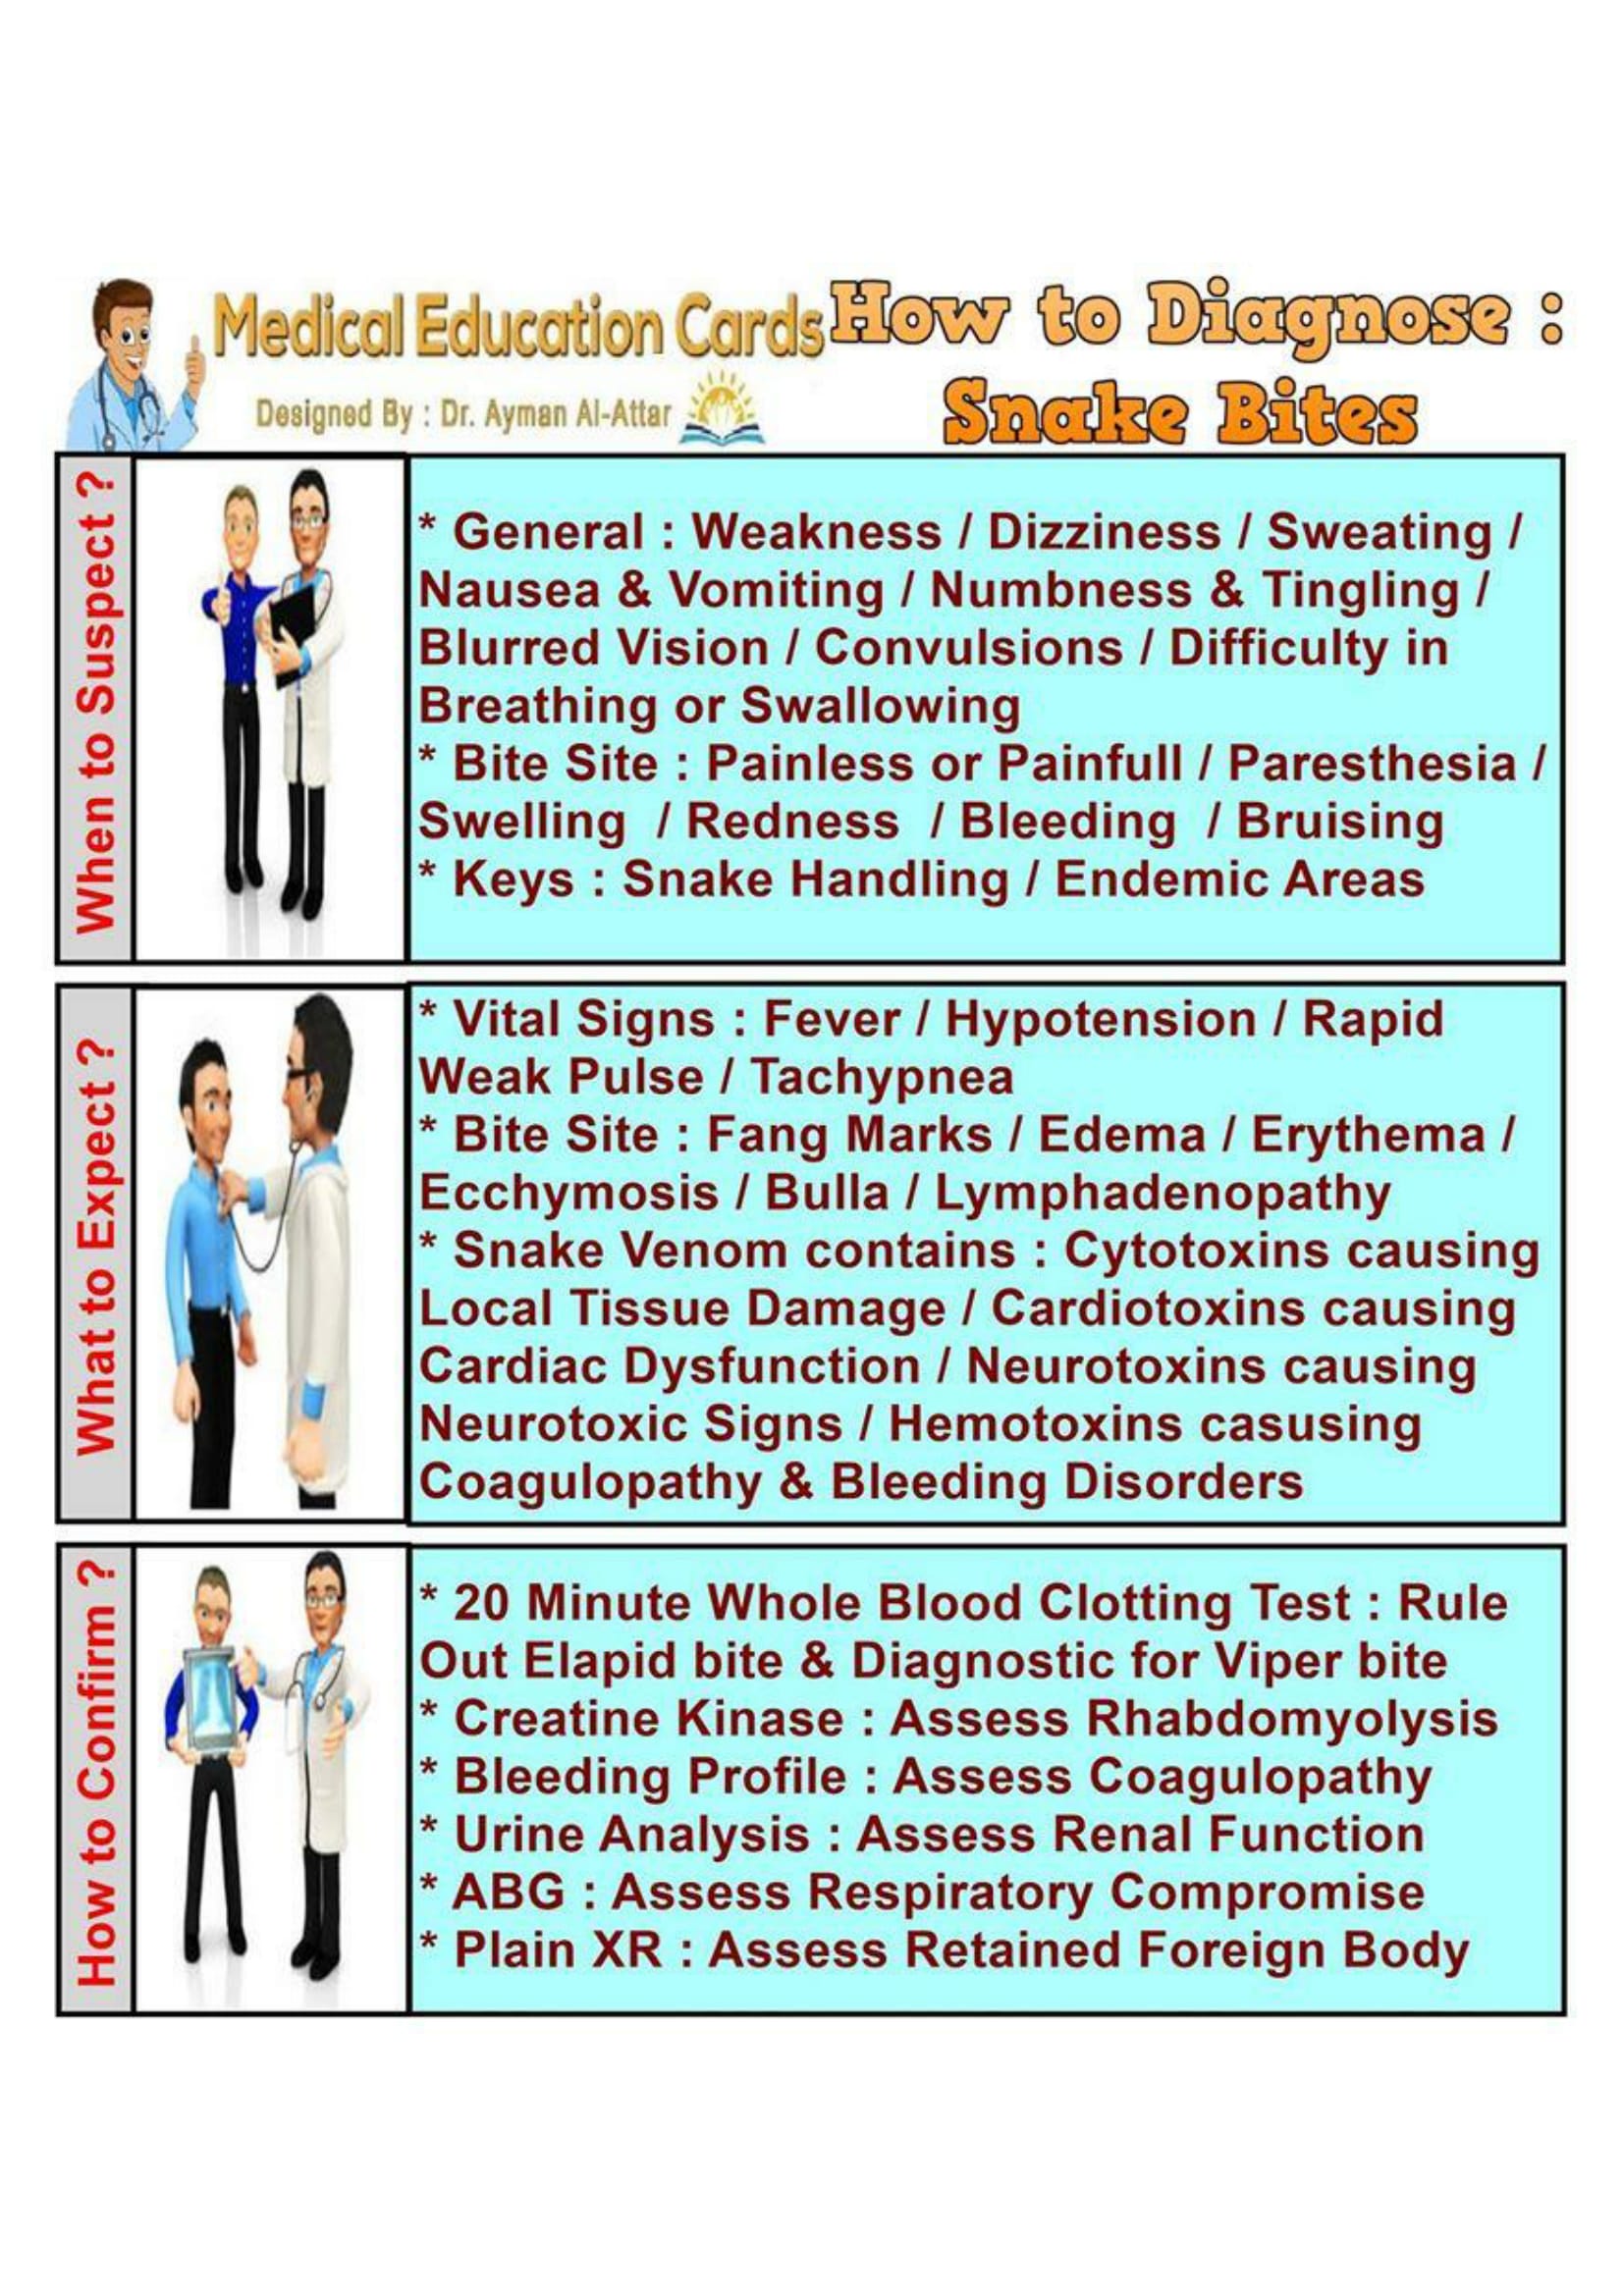 Medical Education Cards
Designed By : Dr. Ayman Al-Attar
How to Diagnose :
Snake Bites
When to Suspect ?
* General : Weakness / Dizziness / Sweating /
Nausea & Vomiting / Numbness & Tingling /
Blurred Vision / Convulsions / Difficulty in
Breathing or Swallowing
* Bite Site : Painless or Painfull / Paresthesia /
Swelling / Redness / Bleeding / Bruising
* Keys : Snake Handling / Endemic Areas
What to Expect ?
* Vital Signs : Fever / Hypotension / Rapid
Weak Pulse / Tachypnea
* Bite Site : Fang Marks / Edema / Erythema /
Ecchymosis / Bulla / Lymphadenopathy
* Snake Venom contains : Cytotoxins causing
Local Tissue Damage / Cardiotoxins causing
Cardiac Dysfunction / Neurotoxins causing
Neurotoxic Signs / Hemotoxins casusing
Coagulopathy & Bleeding Disorders
How to Confirm ?
* 20 Minute Whole Blood Clotting Test : Rule
Out Elapid bite & Diagnostic for Viper bite
* Creatine Kinase : Assess Rhabdomyolysis
* Bleeding Profile : Assess Coagulopathy
* Urine Analysis : Assess Renal Function
* ABG : Assess Respiratory Compromise
* Plain XR : Assess Retained Foreign Body